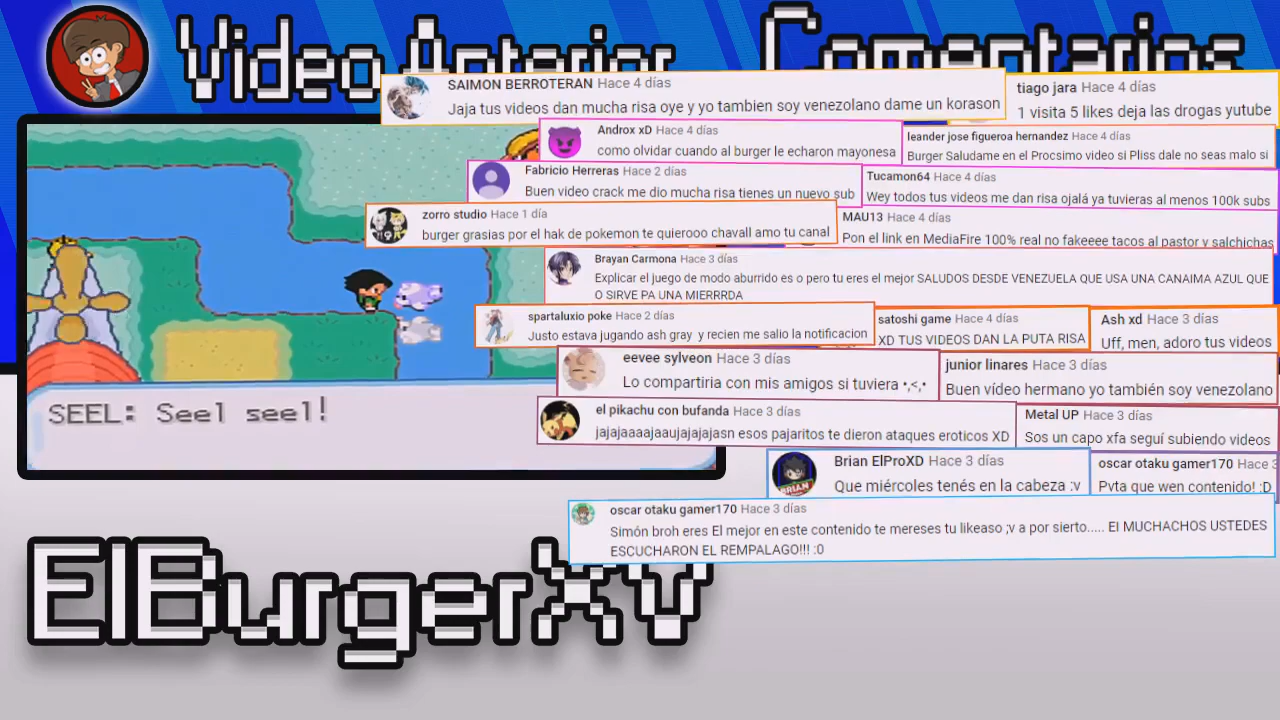 Video Anterior
Comentarios
SAIMON BERROTERAN Hace 4 días
Jaja tus videos dan mucha risa oye y yo tambien soy venezolano dame un korason
tiago jara Hace 4 días
1 visita 5 likes deja las drogas yutube
Androx xD Hace 4 días
como olvidar cuando al burger le echaron mayonesa
leander jose figueroa hernandez Hace 4 días
Burger Saludame en el Procsimo video si Pliss dale no seas malo si
Fabricio Herreras Hace 2 días
Buen video crack me dio mucha risa tienes un nuevo sub
Tucamon64 Hace 4 días
Wey todos tus videos me dan risa ojalá ya tuvieras al menos 100k subs
zorro studio Hace 1 día
burger grasias por el hak de pokemon te quierooo chavall amo tu canal
MAU13 Hace 4 días
Pon el link en MediaFire 100% real no fakeeee tacos al pastor y salchichas
Brayan Carmona Hace 3 días
Explicar el juego de modo aburrido es o pero tu eres el mejor SALUDOS DESDE VENEZUELA QUE USA UNA CANAIMA AZUL QUE
O SIRVE PA UNA MIERRRDA
spartaluxio poke Hace 2 días
Justo estava jugando ash gray y recien me salio la notificacion
satoshi game Hace 4 días
XD TUS VIDEOS DAN LA PUTA RISA
Ash xd Hace 3 días
Uff, men, adoro tus videos
eevee sylveon Hace 3 días
Lo compartiria con mis amigos si tuviera •,<,•
junior linares Hace 3 días
Buen vídeo hermano yo también soy venezolano
el pikachu con bufanda Hace 3 días
jajajaaaajaaujajajajasn esos pajaritos te dieron ataques eroticos XD
Metal UP Hace 3 días
Sos un capo xfa seguí subiendo videos
Brian ElProXD Hace 3 días
Que miércoles tenés en la cabeza :v
oscar otaku gamer170 Hace 3
Pvta que wen contenido! :D
oscar otaku gamer170 Hace 3 días
Simón broh eres El mejor en este contenido te mereses tu likeaso ;v a por sierto..... EI MUCHACHOS USTEDES
ESCUCHARON EL REMPALAGO!!! :0
SEEL: Seel seel!
ElBurgerXV